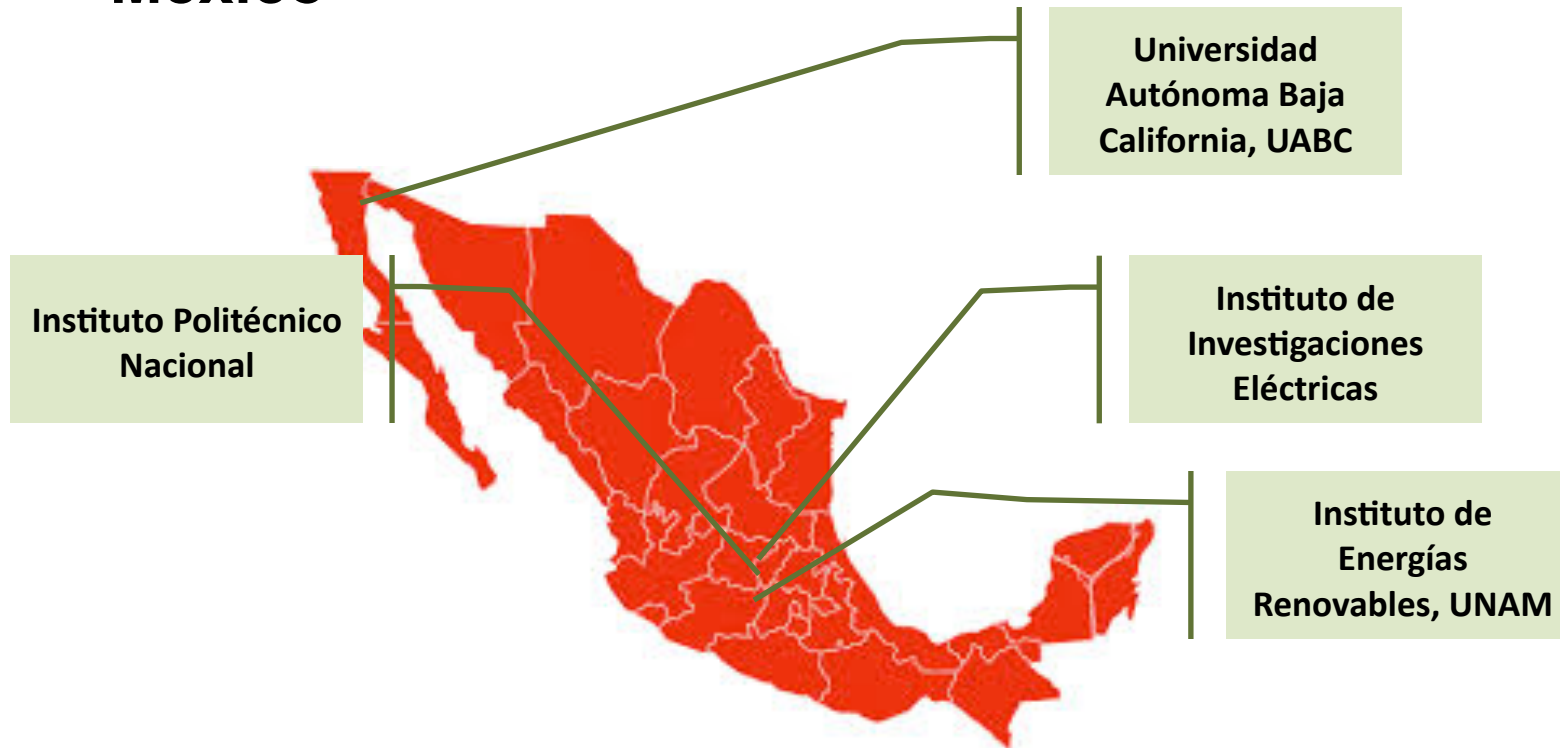 Universidad
Autónoma Baja
California, UABC
Instituto Politécnico
Nacional
Instituto de
Investigaciones
Eléctricas
Instituto de
Energías
Renovables, UNAM